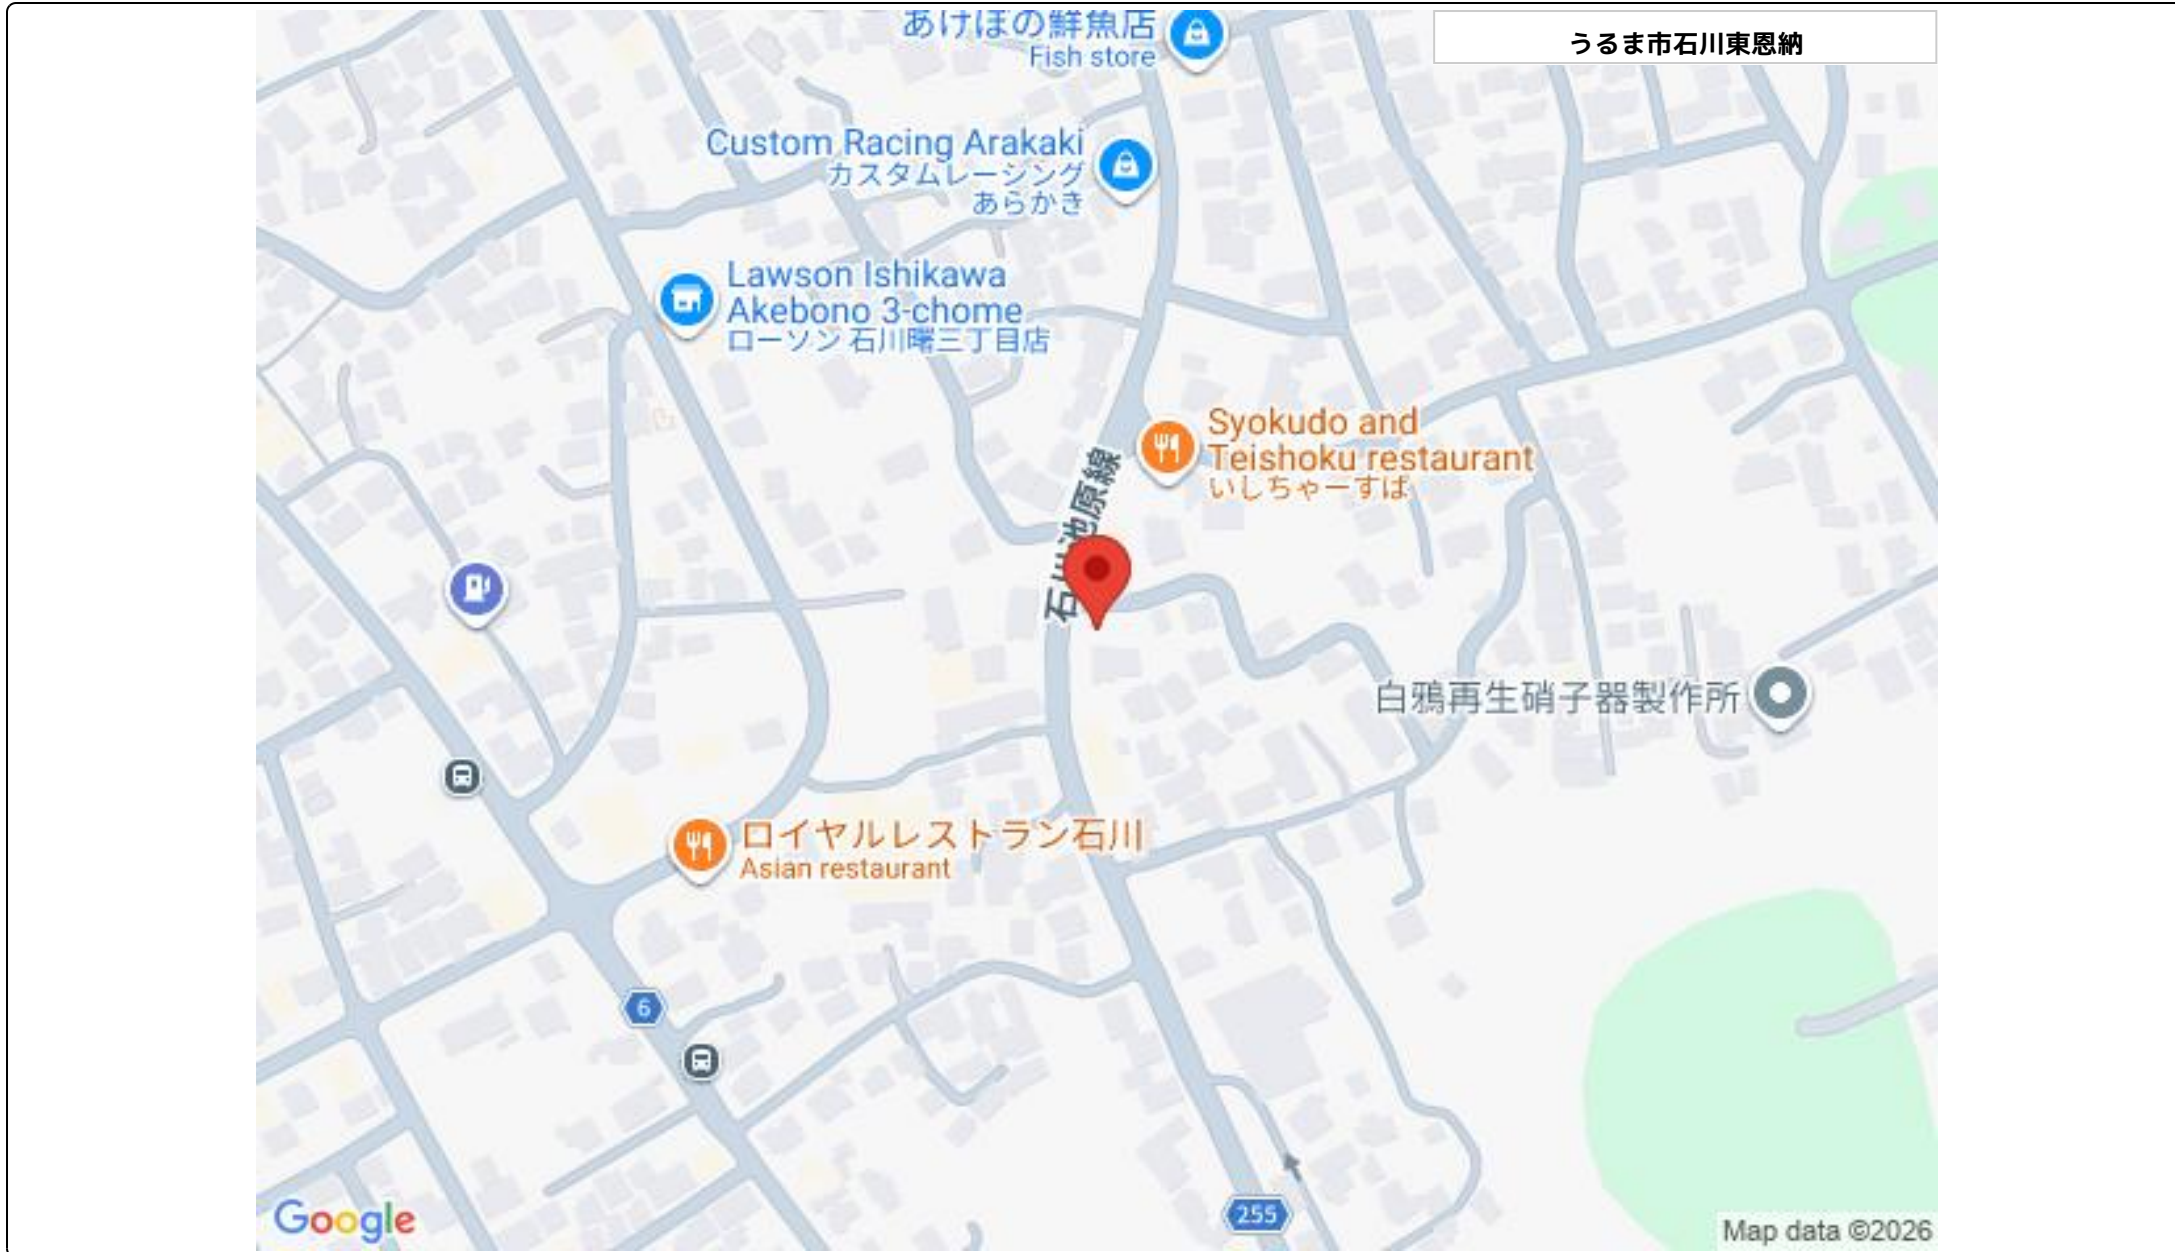 あけぼの鮮魚店
Fish store
うるま市石川東恩納
Custom Racing Arakaki
カスタムレーシング
あらかき
Lawson Ishikawa
Akebono 3-chome
ローソン 石川曙三丁目店
Syokudo and
Teishoku restaurant
いしちゃーすば
石川池原線
白鴉再生硝子器製作所
ロイヤルレストラン石川
Asian restaurant
6
255
Google
Map data ©2026